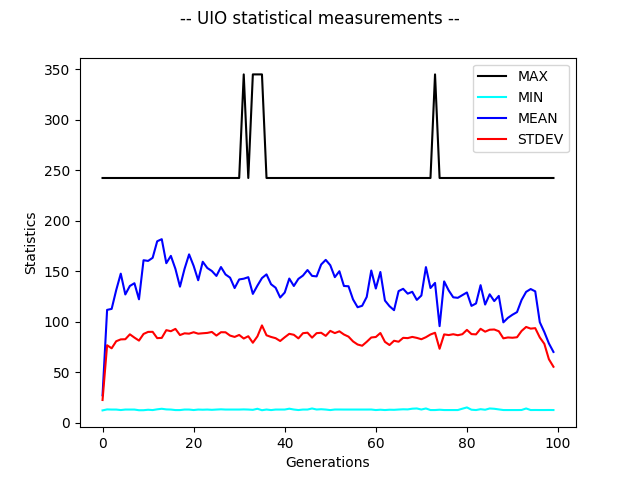 -- UIO statistical measurements --
350
300
250
200
150
100
50
0
Statistics
MAX
MIN
MEAN
STDEV
0 20 40 60 80 100
Generations